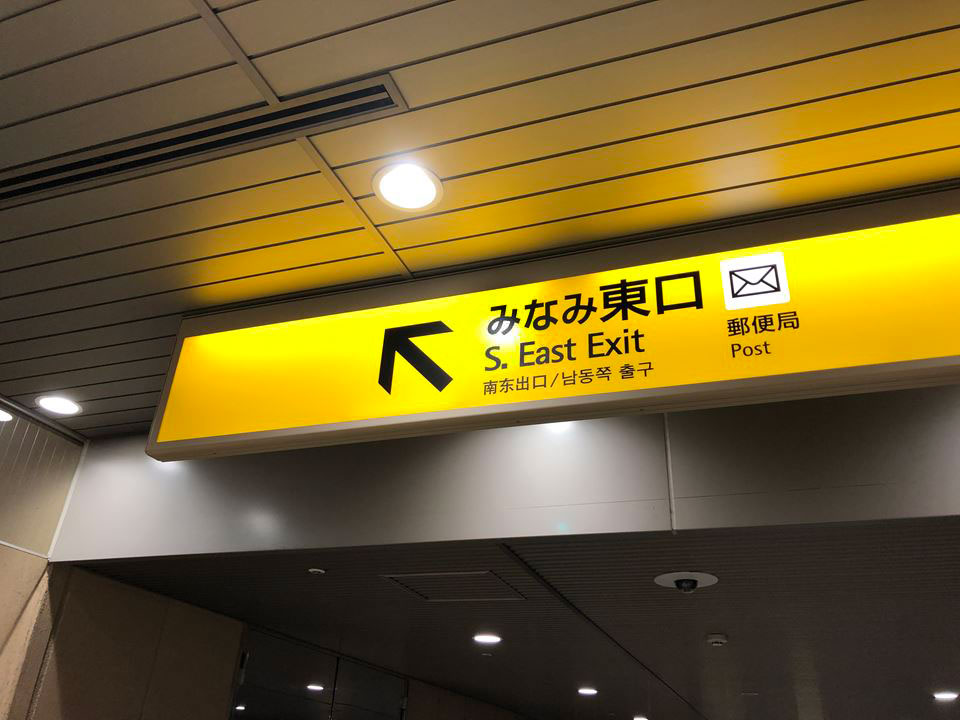 みなみ東口
S. East Exit
南东出口/남동쪽 출구
郵便局
Post